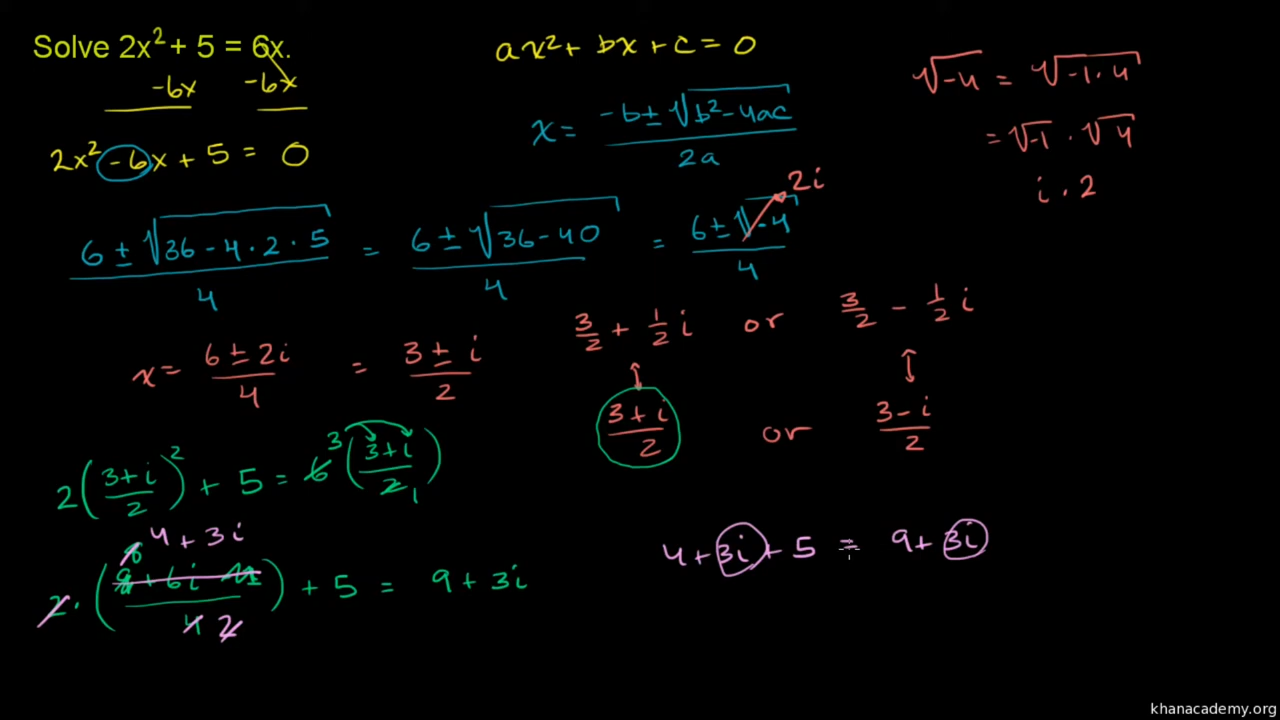 Solve 2x² + 5 = 6x.
-6x -6x
2x² - 6x + 5 = 0
ax² + bx + c = 0
x = (-b ± √(b² - 4ac)) / 2a
√-4 = √(-1 · 4)
= √-1 · √4
i · 2
(6 ± √(36 - 4 · 2 · 5)) / 4 = (6 ± √(36 - 40)) / 4 = (6 ± √-4) / 4
2i
x = (6 ± 2i) / 4 = (3 ± i) / 2
3/2 + 1/2 i or 3/2 - 1/2 i
↕ ↕
(3 + i) / 2 or (3 - i) / 2
2((3 + i) / 2)² + 5 = 6 ((3 + i) / 2)
3 1
4 + 3i
8
2 · ((9 + 6i - 1) / 4) + 5 = 9 + 3i
2
4 + 3i + 5 = 9 + 3i
khanacademy.org